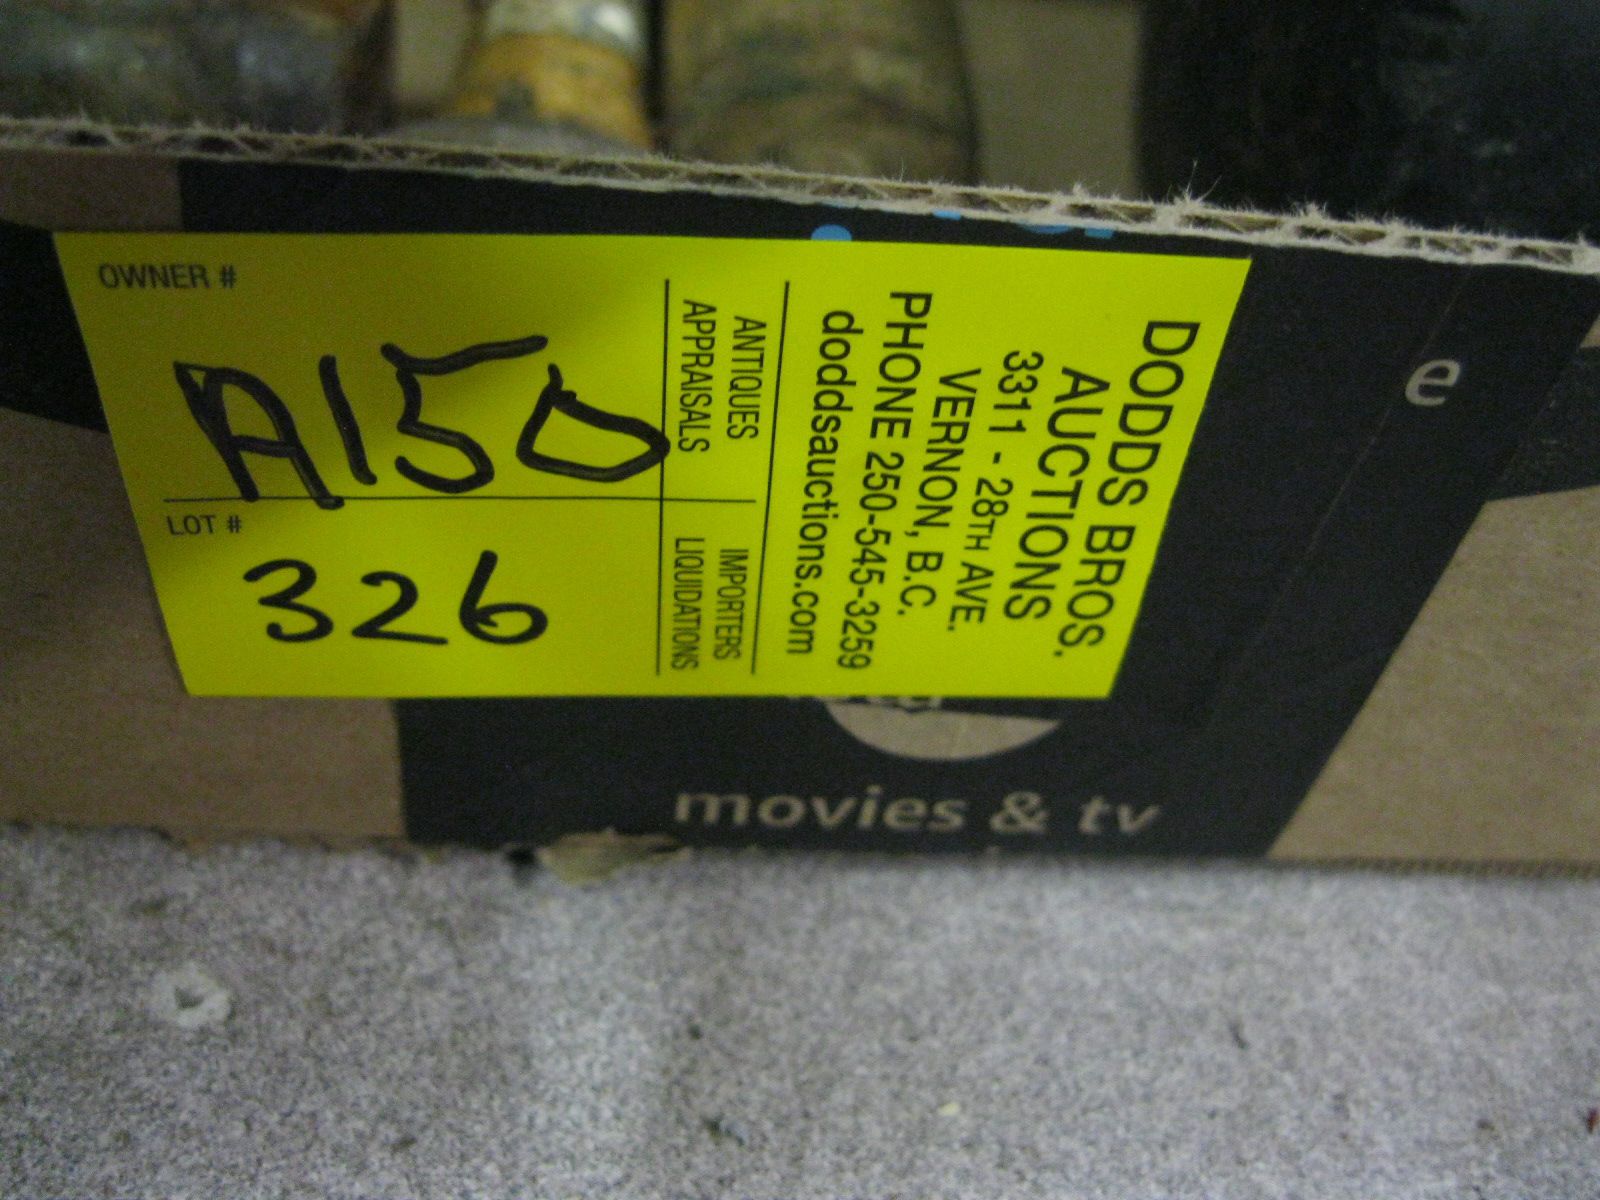 OWNER #
A150
LOT #
326
ANTIQUES
APPRAISALS
IMPORTERS
LIQUIDATIONS
DODDS BROS.
AUCTIONS
3311 - 28TH AVE.
VERNON, B.C.
PHONE 250-545-3259
doddsauctions.com
e
movies & tv